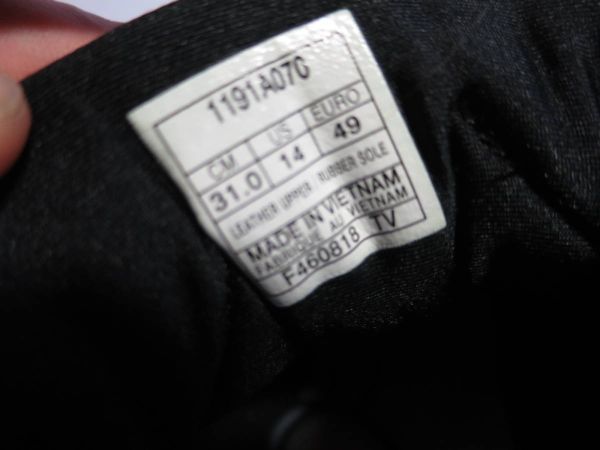 1191A070
CM US EURO
31.0 14 49
LEATHER UPPER / RUBBER SOLE
MADE IN VIETNAM
FABRIQUE AU VIETNAM
F460818 TV